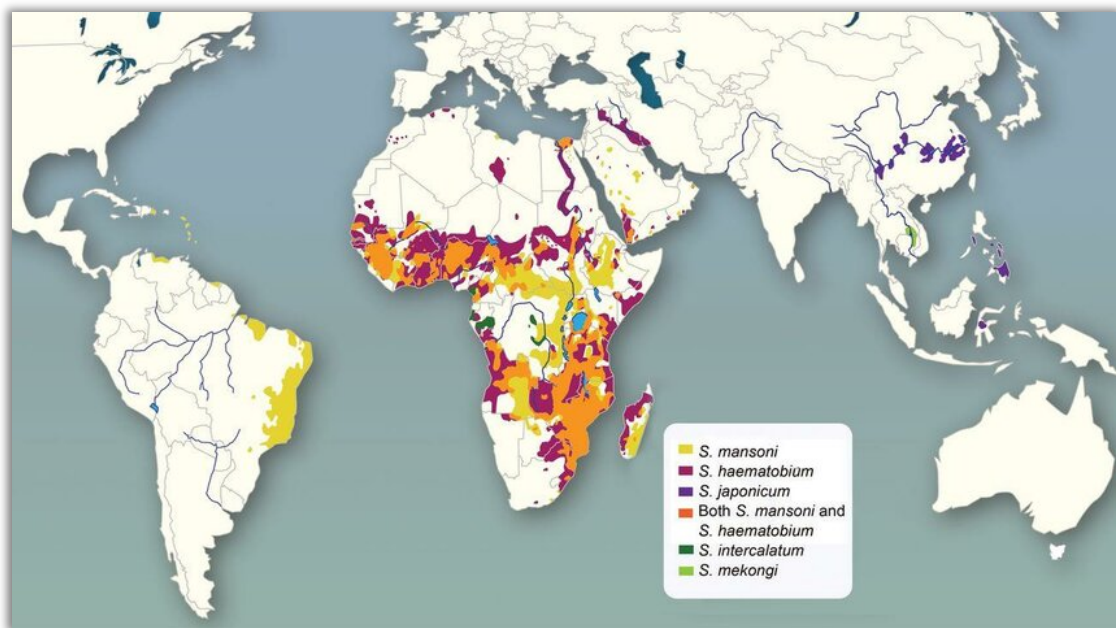 S. mansoni
S. haematobium
S. japonicum
Both S. mansoni and
S. haematobium
S. intercalatum
S. mekongi